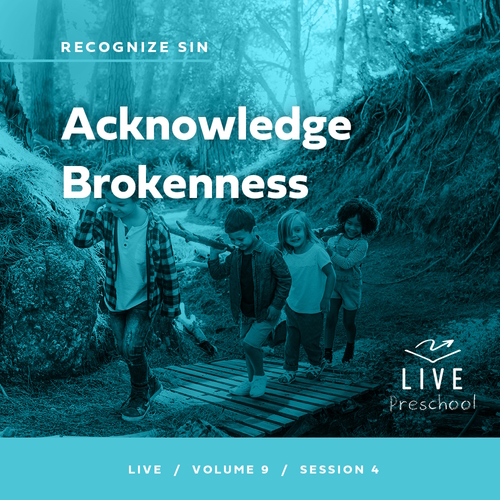 RECOGNIZE SIN
Acknowledge
Brokenness
LIVE
Preschool
LIVE / VOLUME 9 / SESSION 4